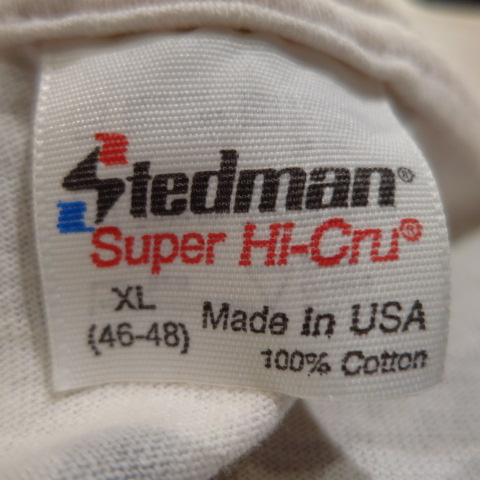 Stedman®
Super Hi-Cru®
XL
(46-48)
Made in USA
100% Cotton